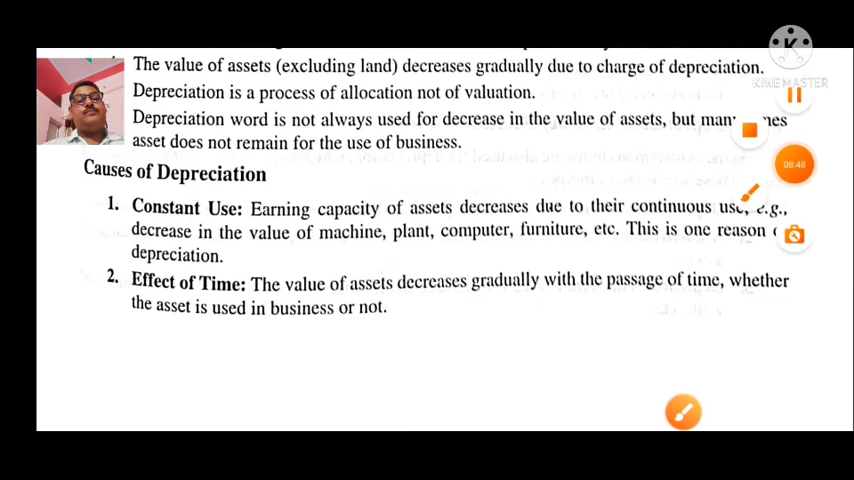 The value of assets (excluding land) decreases gradually due to charge of depreciation.
KINEMASTER
Depreciation is a process of allocation not of valuation.
Depreciation word is not always used for decrease in the value of assets, but
asset does not remain for the use of business.
08:48
Causes of Depreciation
1. Constant Use: Earning capacity of assets decreases due to their continuous use, e.g.,
decrease in the value of machine, plant, computer, furniture, etc. This is one reason
depreciation.
2. Effect of Time: The value of assets decreases gradually with the passage of time, whether
the asset is used in business or not.